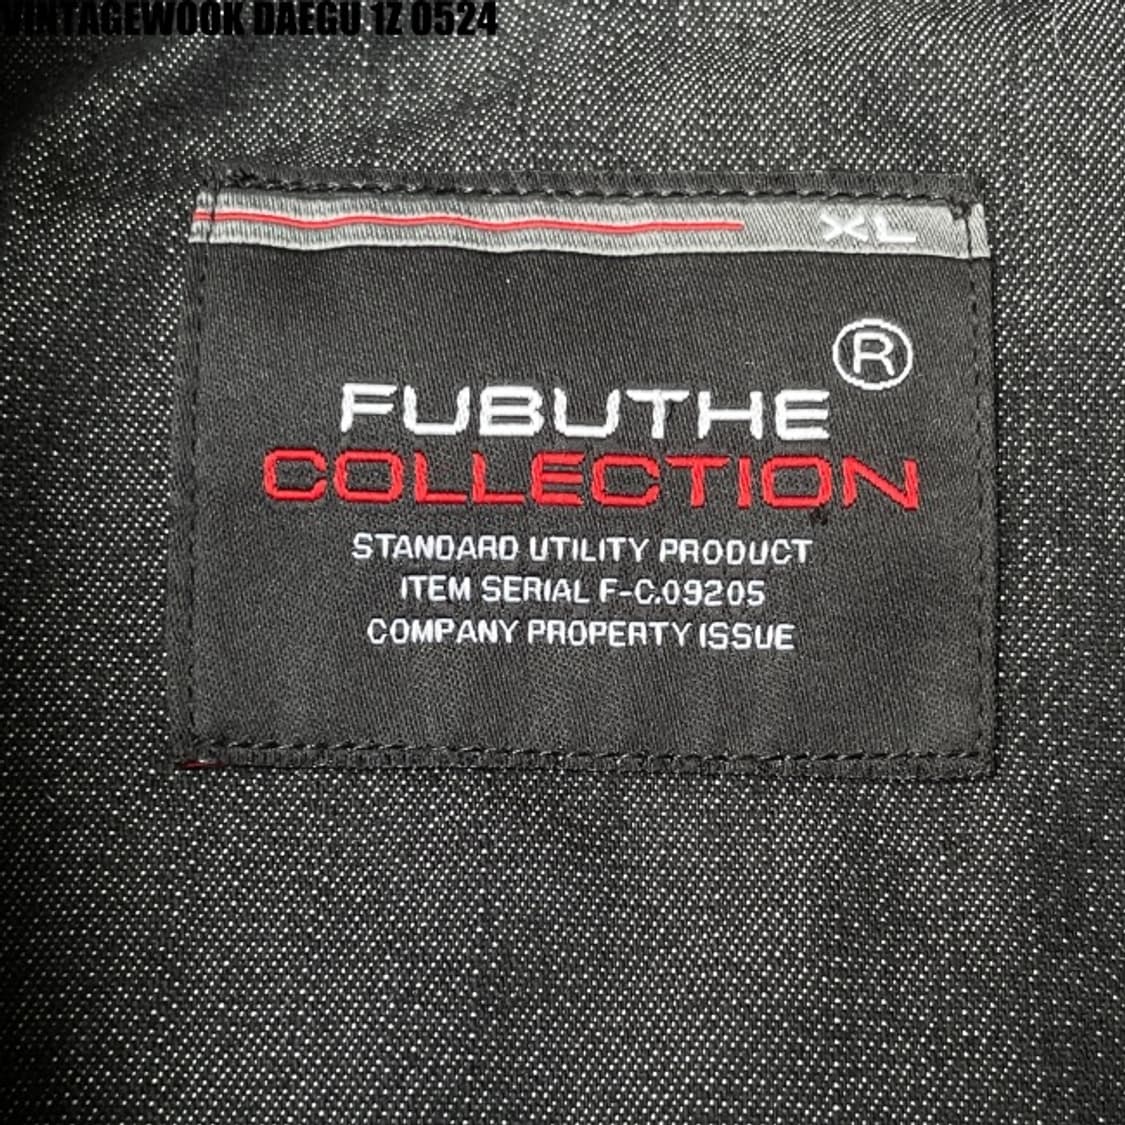 VINTAGEWOOK DAEGU 1Z 0524
XL
®
FUBUTHE
COLLECTION
STANDARD UTILITY PRODUCT
ITEM SERIAL F-C.09205
COMPANY PROPERTY ISSUE